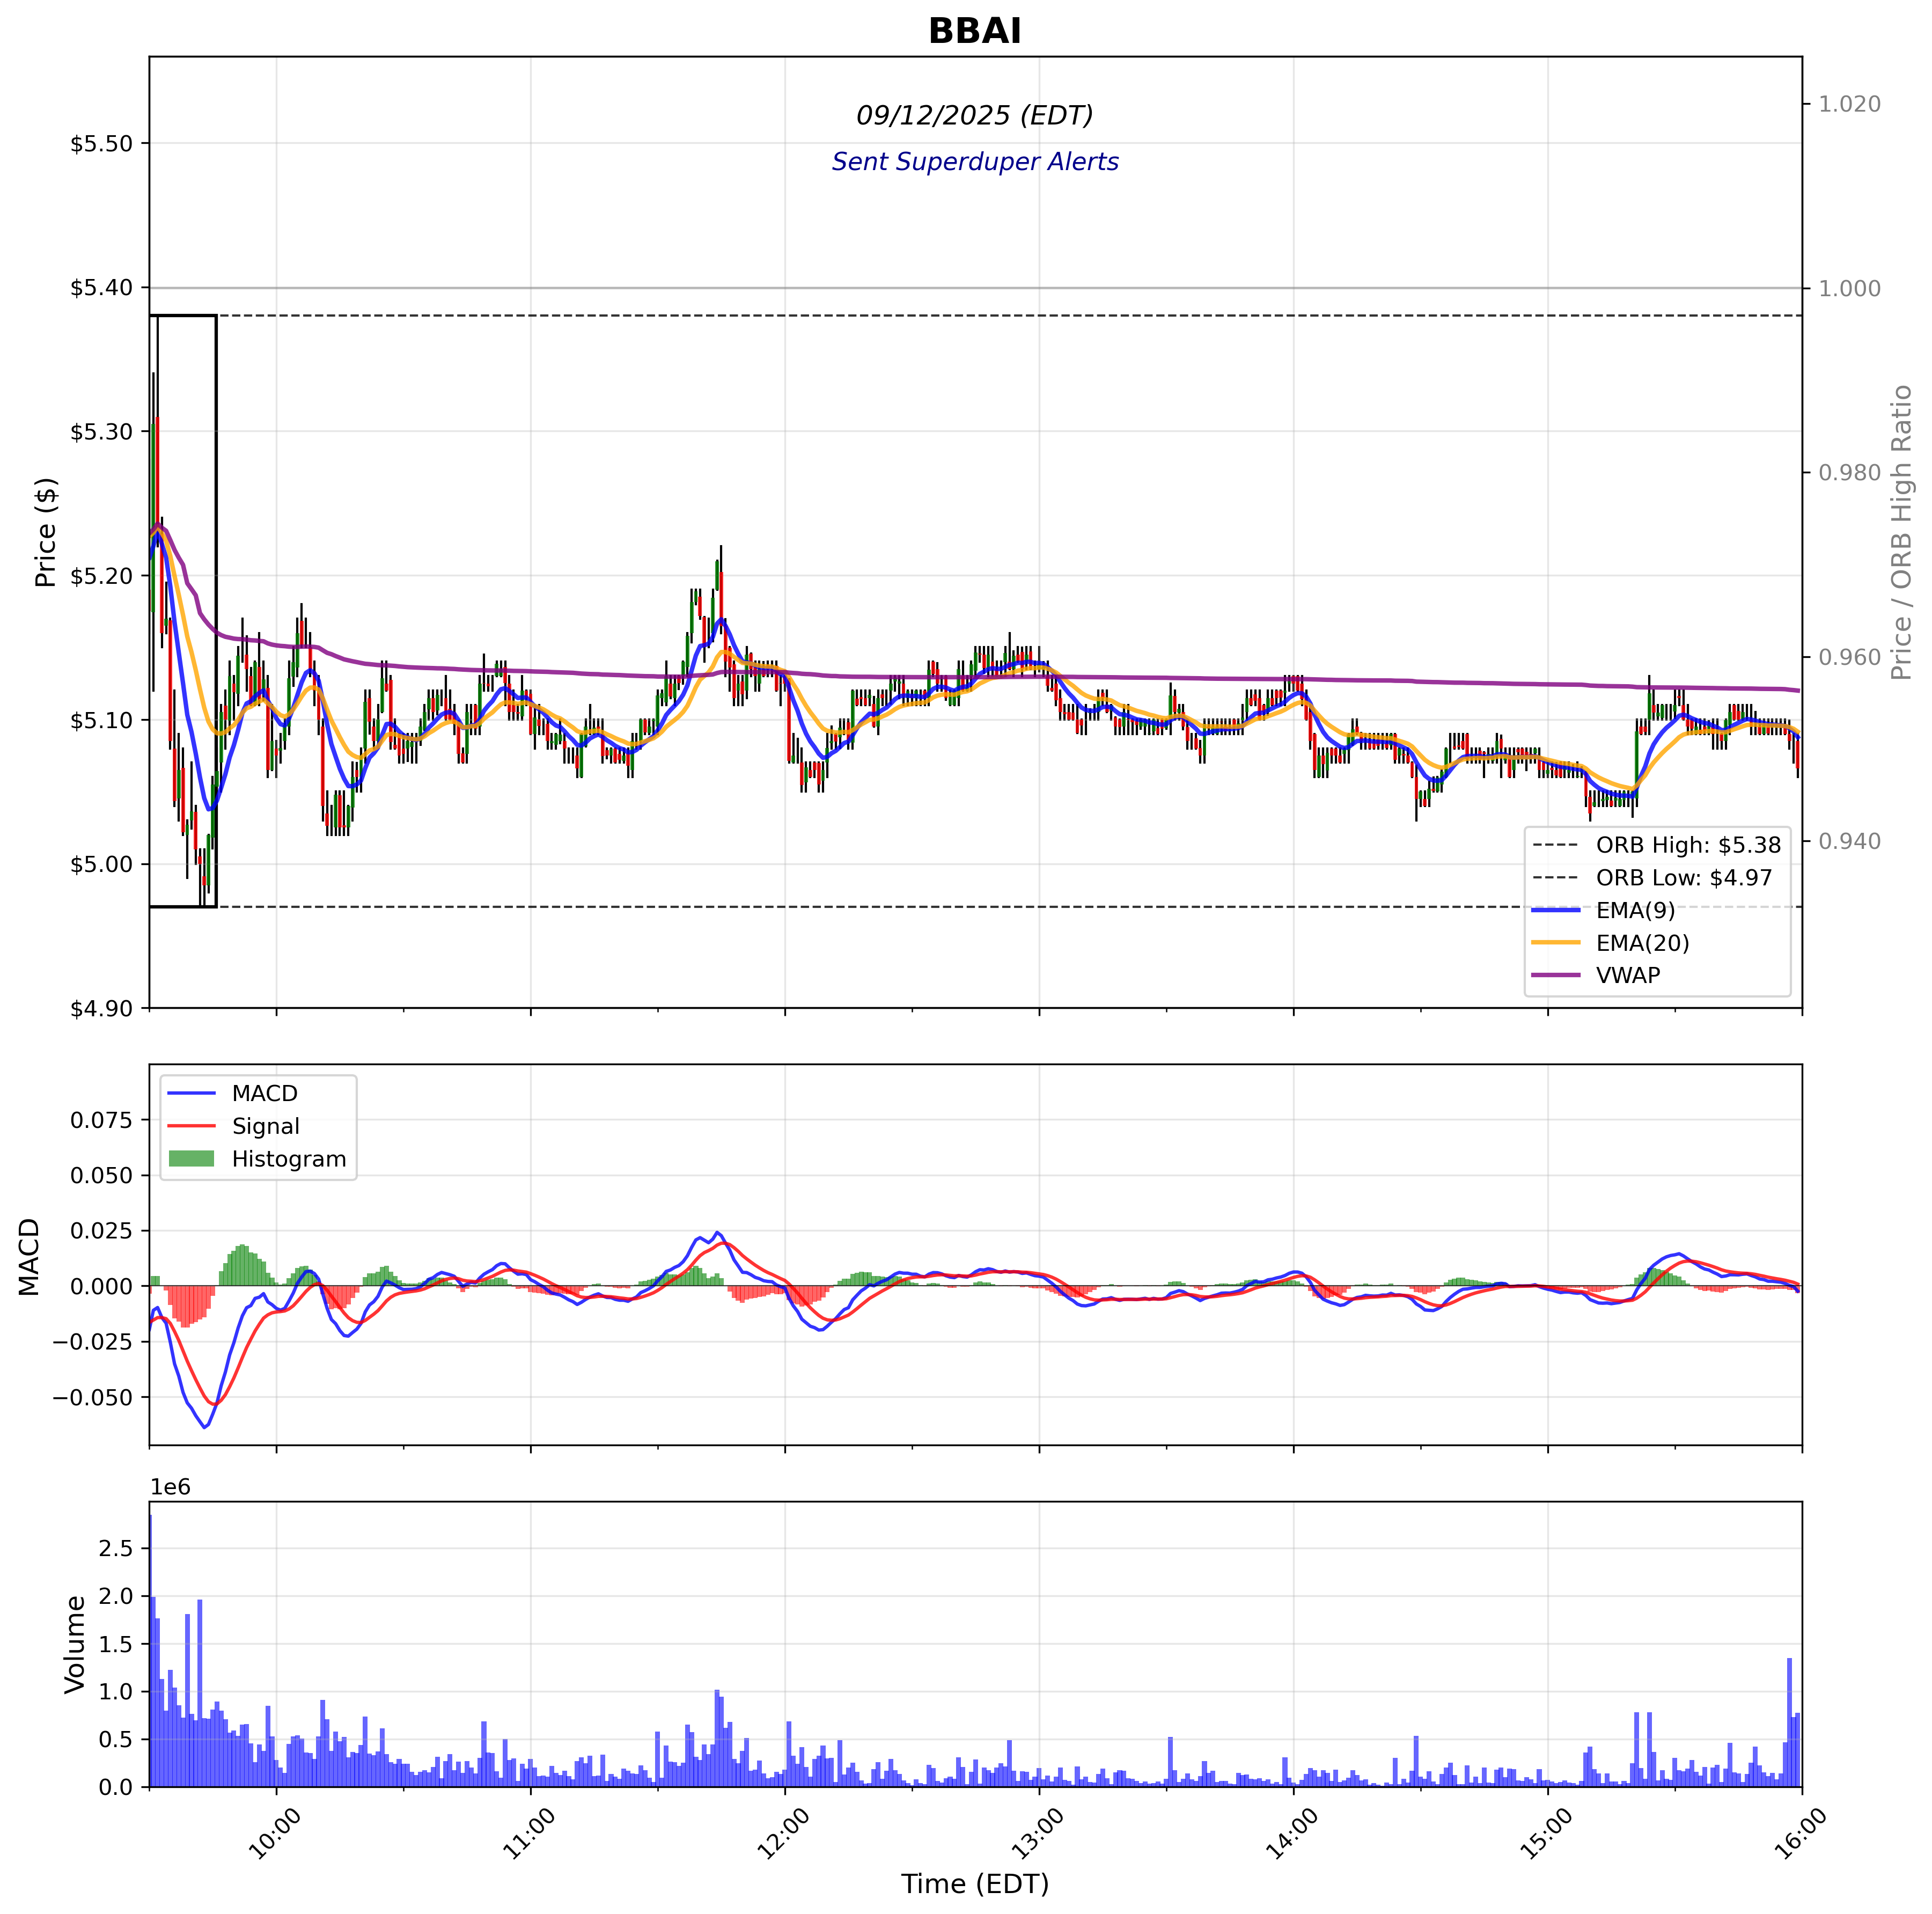 BBAI
09/12/2025 (EDT)
Sent Superduper Alerts
Price ($)
$5.50
$5.40
$5.30
$5.20
$5.10
$5.00
$4.90
1.020
1.000
0.980
0.960
0.940
Price / ORB High Ratio
ORB High: $5.38
ORB Low: $4.97
EMA(9)
EMA(20)
VWAP
MACD
0.075
0.050
0.025
0.000
−0.025
−0.050
MACD
Signal
Histogram
1e6
Volume
2.5
2.0
1.5
1.0
0.5
0.0
10:00
11:00
12:00
13:00
14:00
15:00
16:00
Time (EDT)